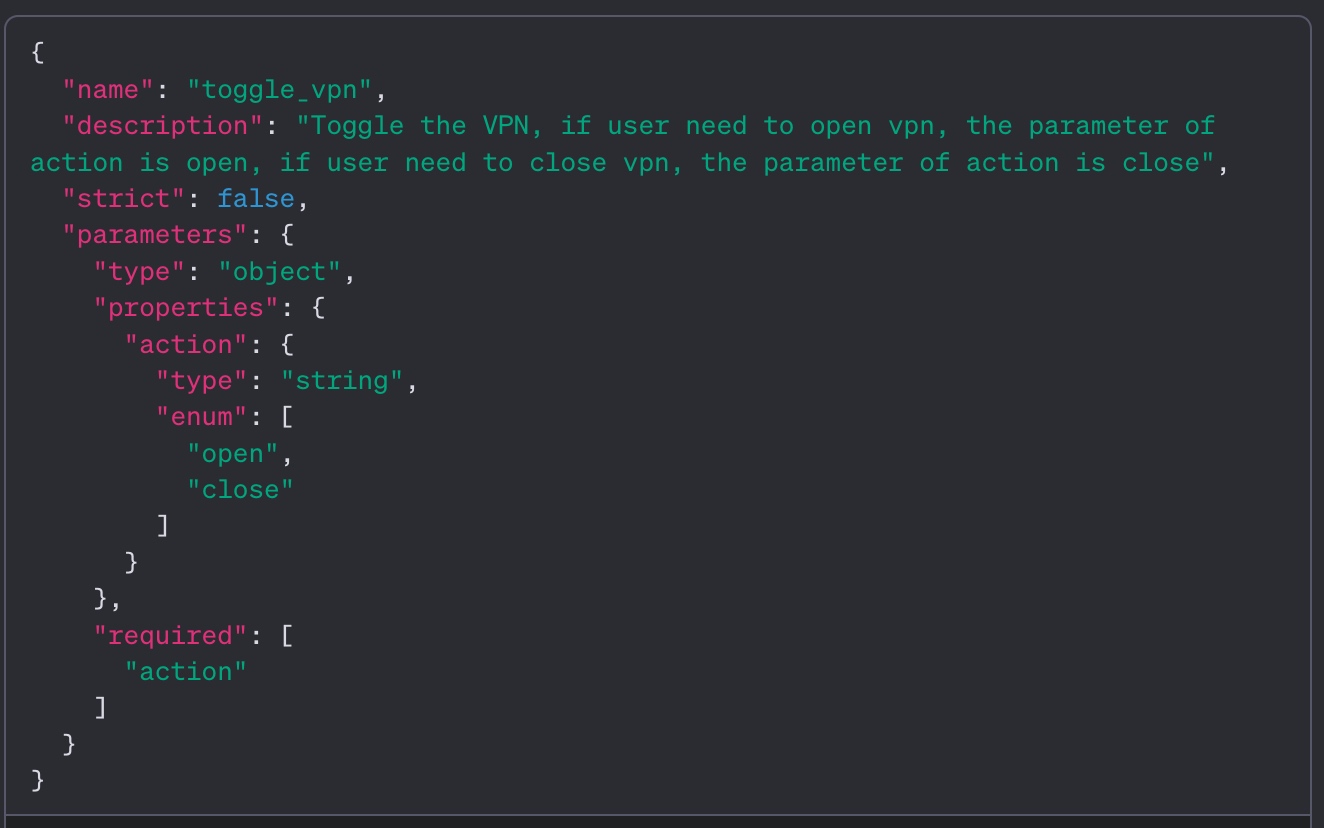 {
  "name": "toggle_vpn",
  "description": "Toggle the VPN, if user need to open vpn, the parameter of
action is open, if user need to close vpn, the parameter of action is close",
  "strict": false,
  "parameters": {
    "type": "object",
    "properties": {
      "action": {
        "type": "string",
        "enum": [
          "open",
          "close"
        ]
      }
    },
    "required": [
      "action"
    ]
  }
}